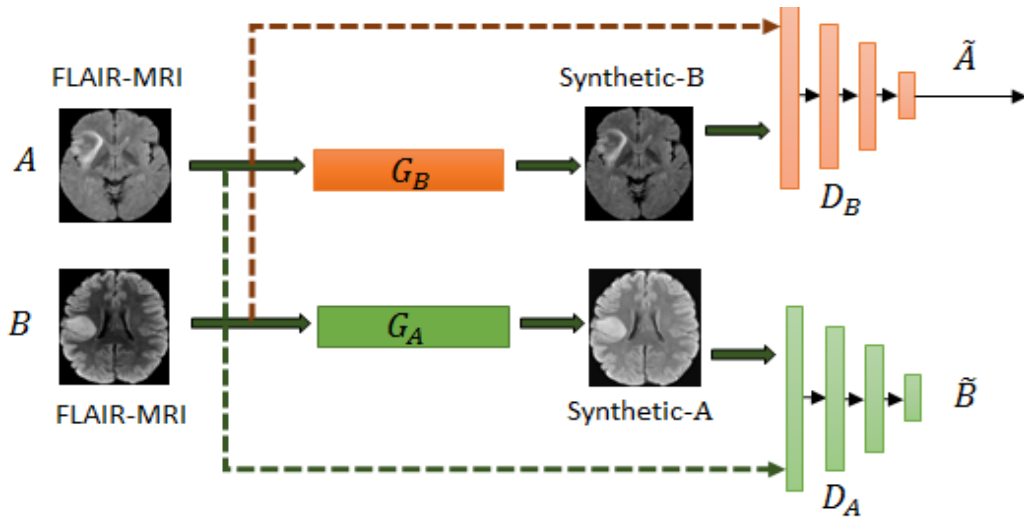 FLAIR-MRI
Synthetic-B
Ã
A
G_B
D_B
B
G_A
FLAIR-MRI
Synthetic-A
B̃
D_A